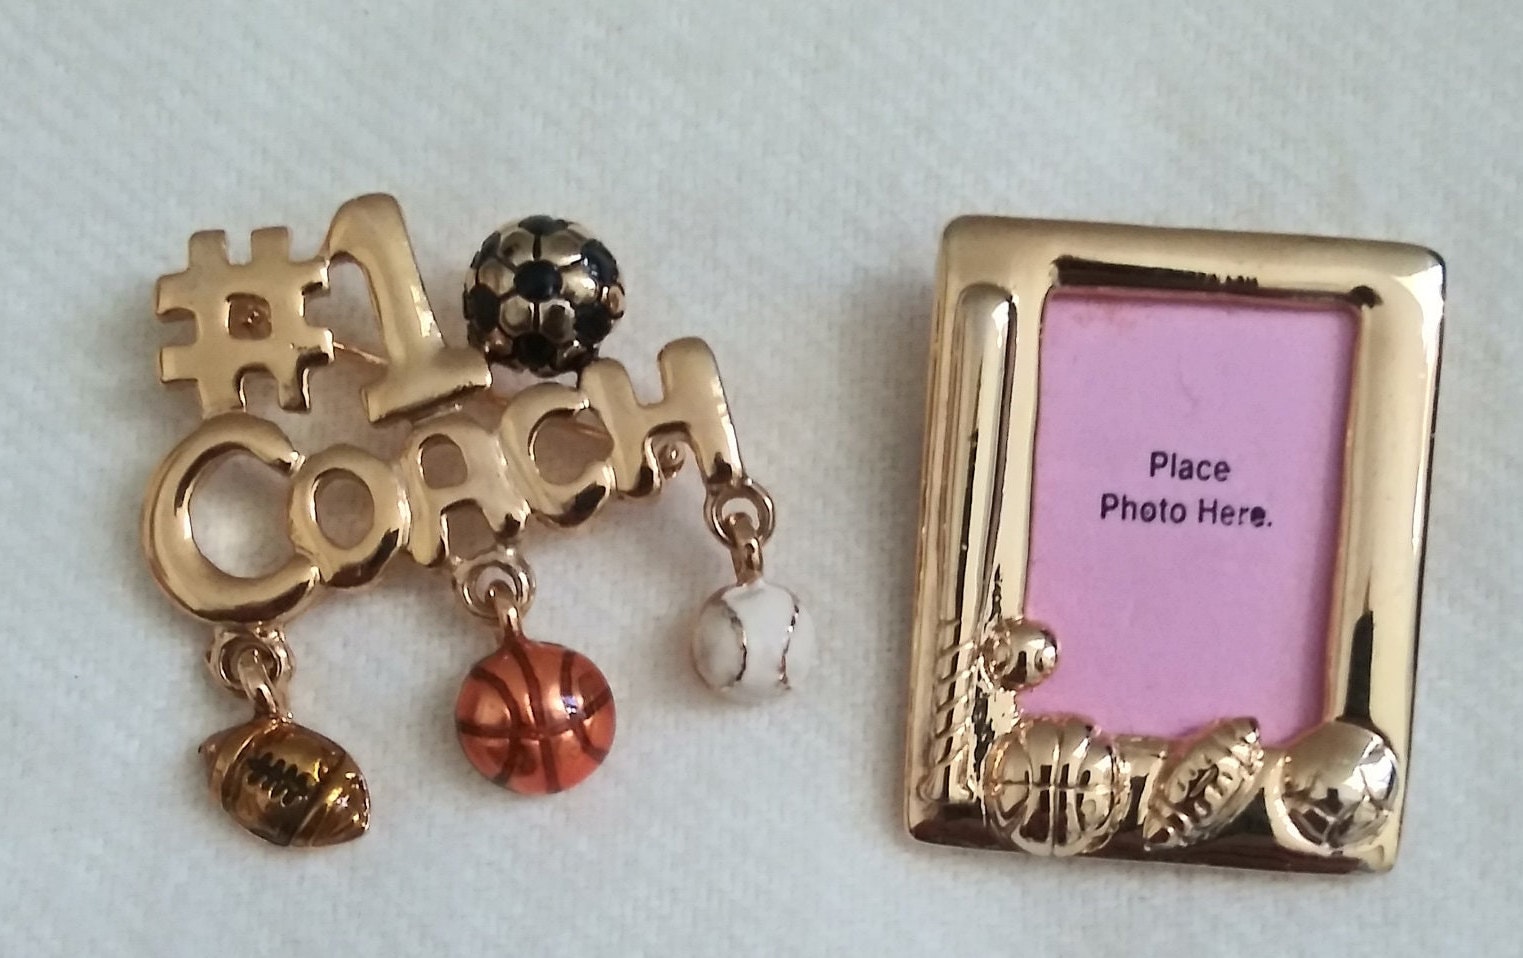 #1
COACH
Place
Photo Here.